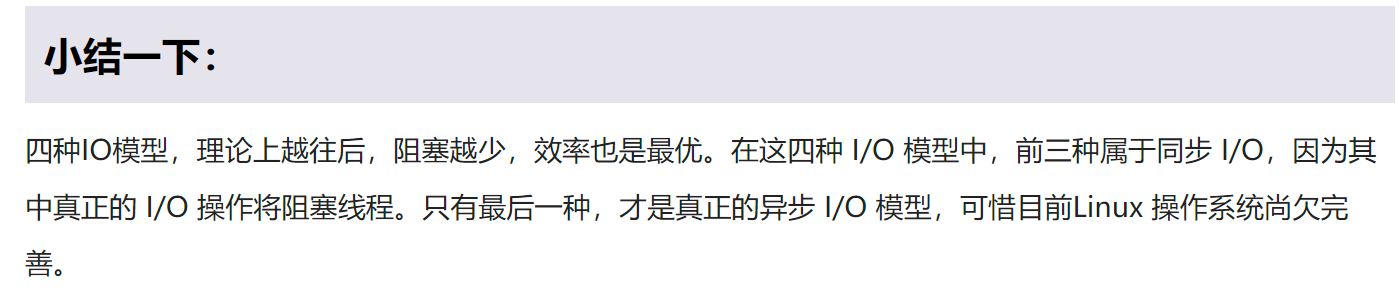 小结一下：
四种IO模型，理论上越往后，阻塞越少，效率也是最优。在这四种 I/O 模型中，前三种属于同步 I/O，因为其
中真正的 I/O 操作将阻塞线程。只有最后一种，才是真正的异步 I/O 模型，可惜目前Linux 操作系统尚欠完
善。